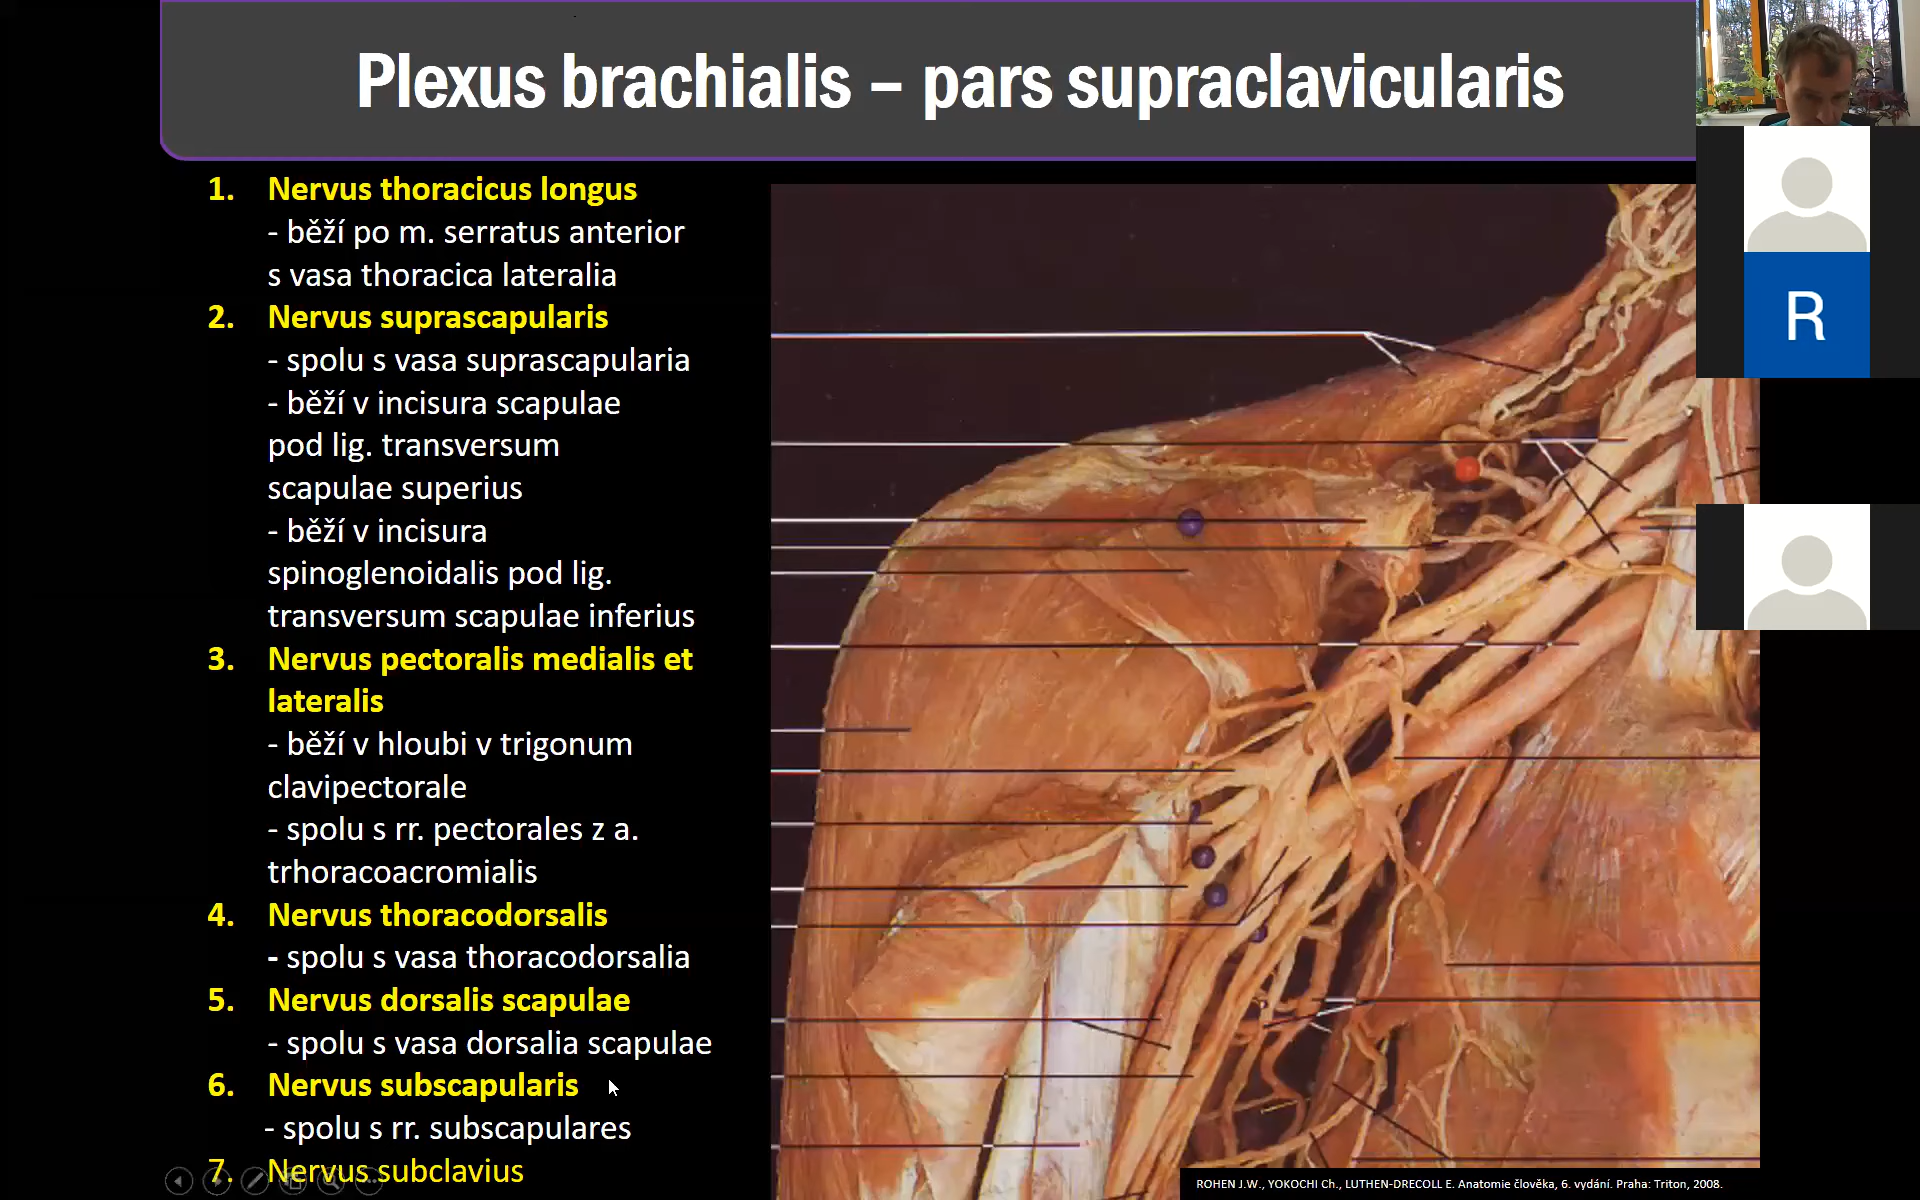 Plexus brachialis – pars supraclavicularis
1. Nervus thoracicus longus
- běží po m. serratus anterior
s vasa thoracica lateralia
2. Nervus suprascapularis
- spolu s vasa suprascapularia
- běží v incisura scapulae
pod lig. transversum
scapulae superius
- běží v incisura
spinoglenoidalis pod lig.
transversum scapulae inferius
3. Nervus pectoralis medialis et
lateralis
- běží v hloubi v trigonum
clavipectorale
- spolu s rr. pectorales z a.
trhoracoacromialis
4. Nervus thoracodorsalis
- spolu s vasa thoracodorsalia
5. Nervus dorsalis scapulae
- spolu s vasa dorsalia scapulae
6. Nervus subscapularis
- spolu s rr. subscapulares
7. Nervus subclavius
R
ROHEN J.W., YOKOCHI Ch., LUTHEN-DRECOLL E. Anatomie člověka, 6. vydání. Praha: Triton, 2008.